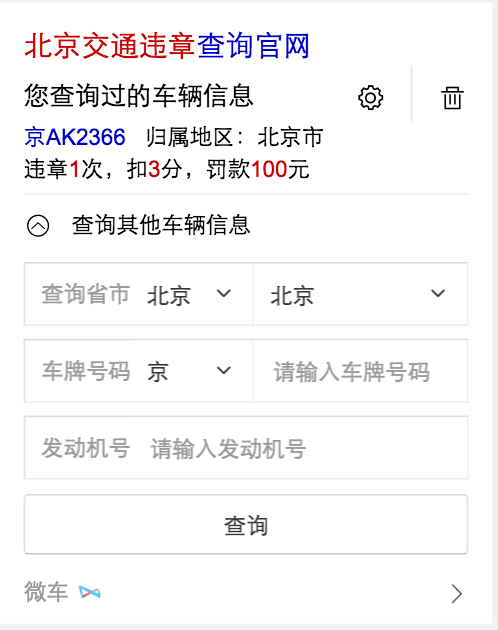 北京交通违章查询官网
您查询过的车辆信息
京AK2366 归属地区：北京市
违章1次，扣3分，罚款100元
查询其他车辆信息
查询省市 北京 北京
车牌号码 京 请输入车牌号码
发动机号 请输入发动机号
查询
微车